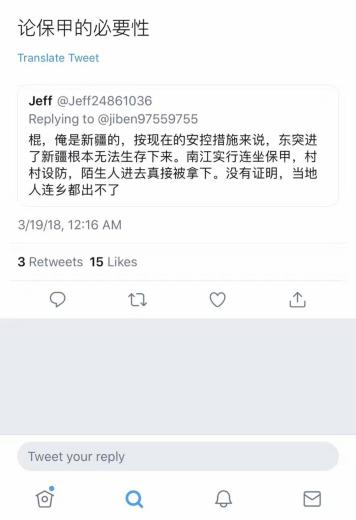 论保甲的必要性
Translate Tweet
Jeff @Jeff24861036
Replying to @jiben97559755
棍，俺是新疆的，按现在的安控措施来说，东突进
了新疆根本无法生存下来。南江实行连坐保甲，村
村设防，陌生人进去真接被拿下。没有证明，当地
人连乡都出不了
3/19/18, 12:16 AM
3 Retweets 15 Likes
Tweet your reply